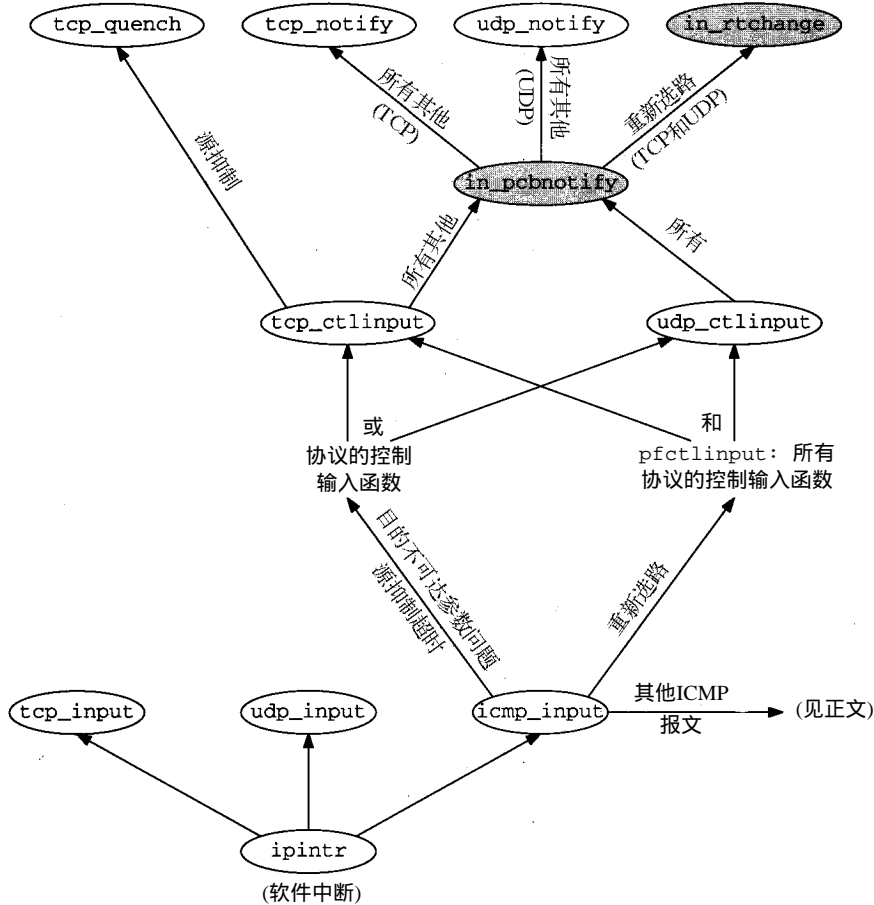 tcp_quench
tcp_notify
udp_notify
in_rtchange
所有其他
(TCP)
所有其他
(UDP)
重新选路
(TCP和UDP)
源抑制
in_pcbnotify
所有其他
所有
tcp_ctlinput
udp_ctlinput
或
协议的控制
输入函数
和
pfctlinput: 所有
协议的控制输入函数
目的不可达参数问题
源抑制超时
重新选路
tcp_input
udp_input
icmp_input
其他ICMP
报文
(见正文)
ipintr
(软件中断)